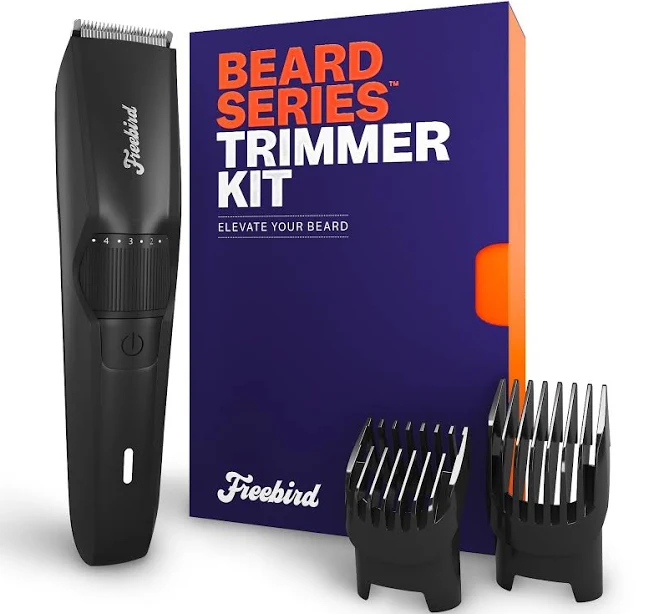 Freebird
• 4 • 3 • 2 •
BEARD
SERIES™
TRIMMER
KIT
ELEVATE YOUR BEARD
Freebird